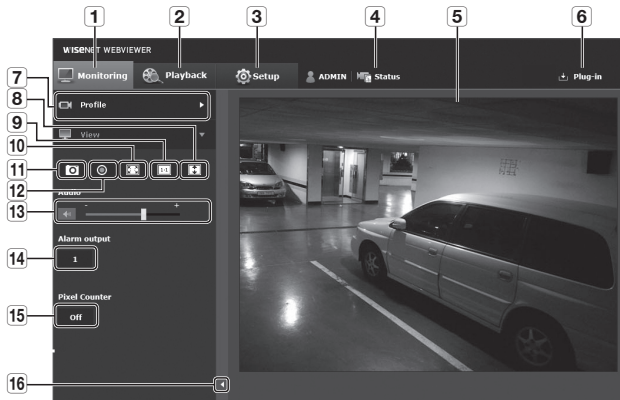 1 2 3 4 5 6
WISENET WEBVIEWER
Monitoring Playback Setup ADMIN Status Plug-in
7 Profile
8
9 View
10
11 1:1
12
Audio
13 - +
Alarm output
14 1
Pixel Counter
15 Off
16